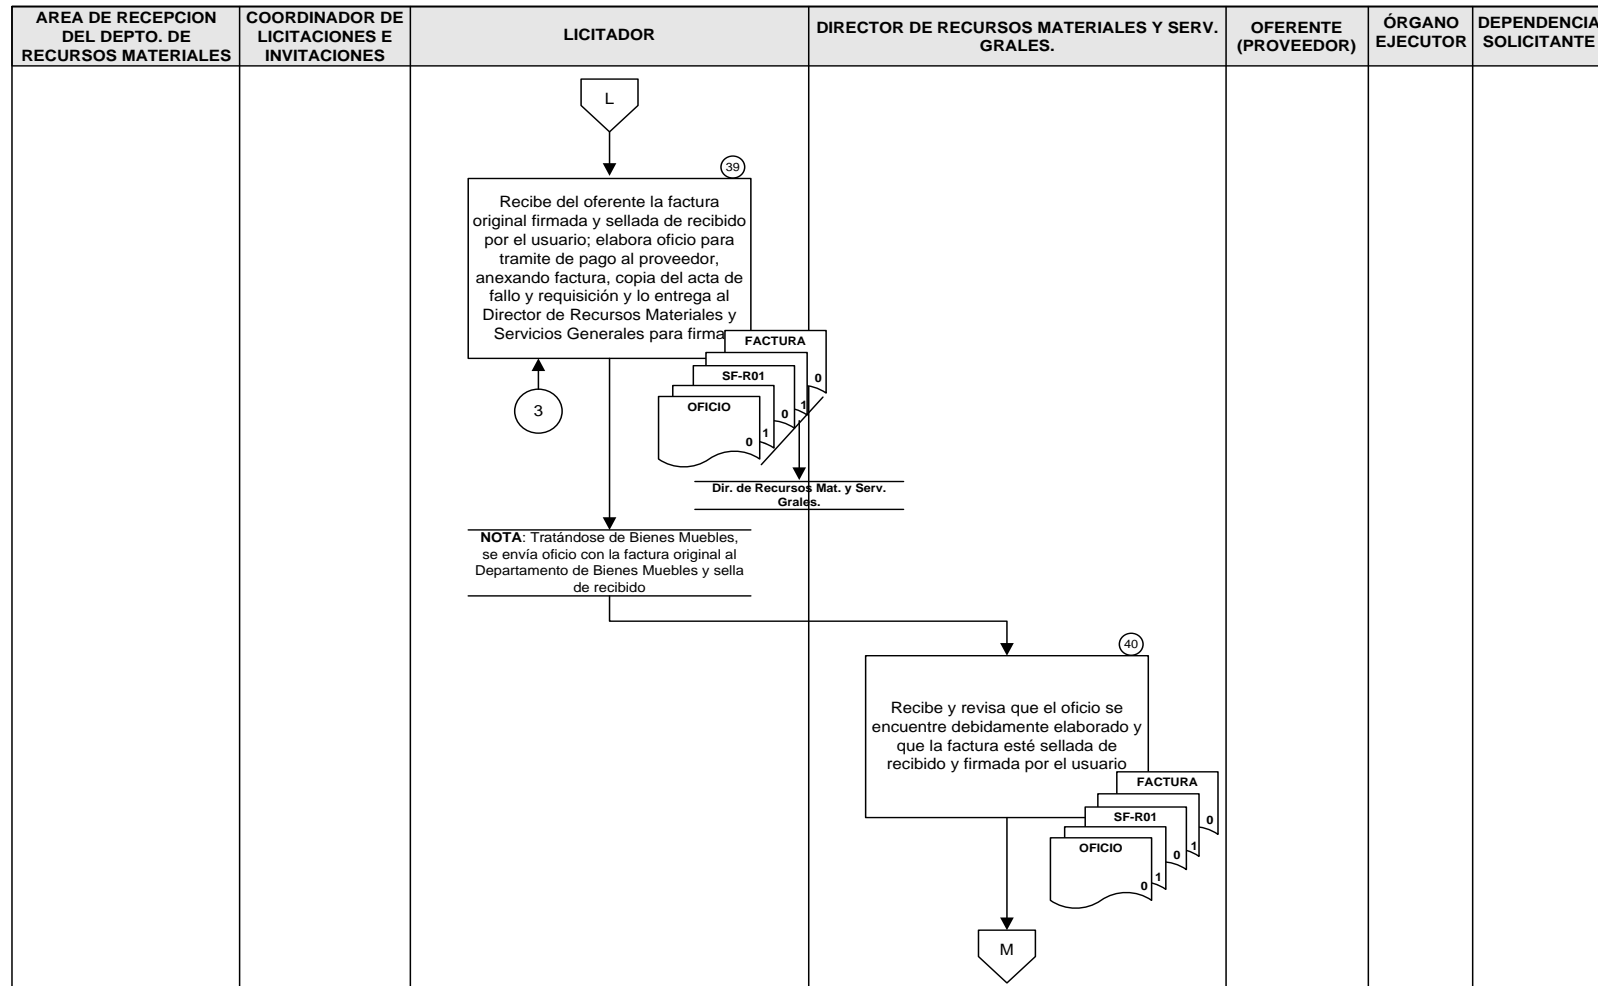 AREA DE RECEPCION
DEL DEPTO. DE
RECURSOS MATERIALES
COORDINADOR DE
LICITACIONES E
INVITACIONES
LICITADOR
DIRECTOR DE RECURSOS MATERIALES Y SERV.
GRALES.
OFERENTE
(PROVEEDOR)
ÓRGANO
EJECUTOR
DEPENDENCIA
SOLICITANTE
L
39
Recibe del oferente la factura
original firmada y sellada de recibido
por el usuario; elabora oficio para
tramite de pago al proveedor,
anexando factura, copia del acta de
fallo y requisición y lo entrega al
Director de Recursos Materiales y
Servicios Generales para firma
FACTURA
0
1
SF-R01
0
1
OFICIO
0
3
Dir. de Recursos Mat. y Serv.
Grales.
NOTA: Tratándose de Bienes Muebles,
se envía oficio con la factura original al
Departamento de Bienes Muebles y sella
de recibido
40
Recibe y revisa que el oficio se
encuentre debidamente elaborado y
que la factura esté sellada de
recibido y firmada por el usuario
FACTURA
0
1
SF-R01
0
1
OFICIO
0
M